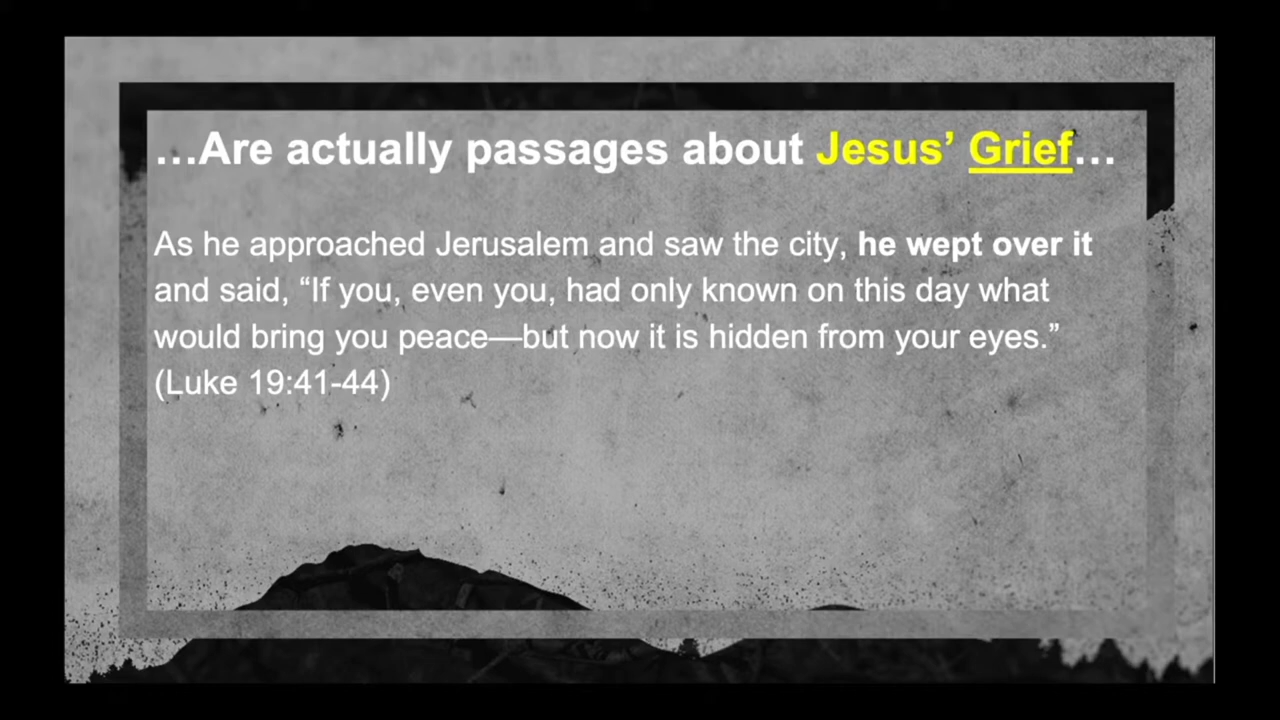 …Are actually passages about Jesus’ Grief…
As he approached Jerusalem and saw the city, he wept over it
and said, “If you, even you, had only known on this day what
would bring you peace—but now it is hidden from your eyes.”
(Luke 19:41-44)